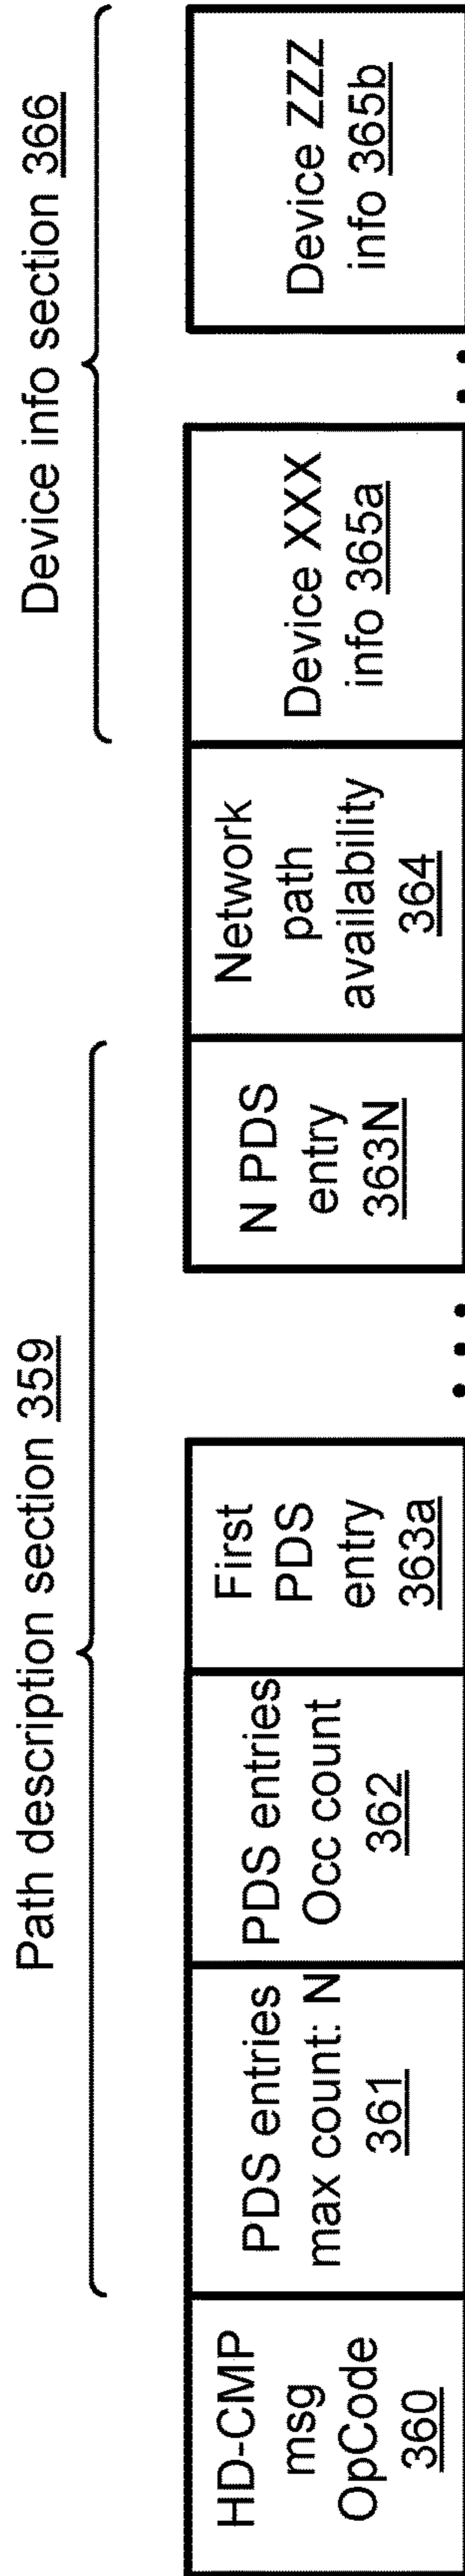 Path description section 359
Device info section 366
HD-CMP
msg
OpCode
360
PDS entries
max count: N
361
PDS entries
Occ count
362
First
PDS
entry
363a
N PDS
entry
363N
Network
path
availability
364
Device XXX
info 365a
Device ZZZ
info 365b